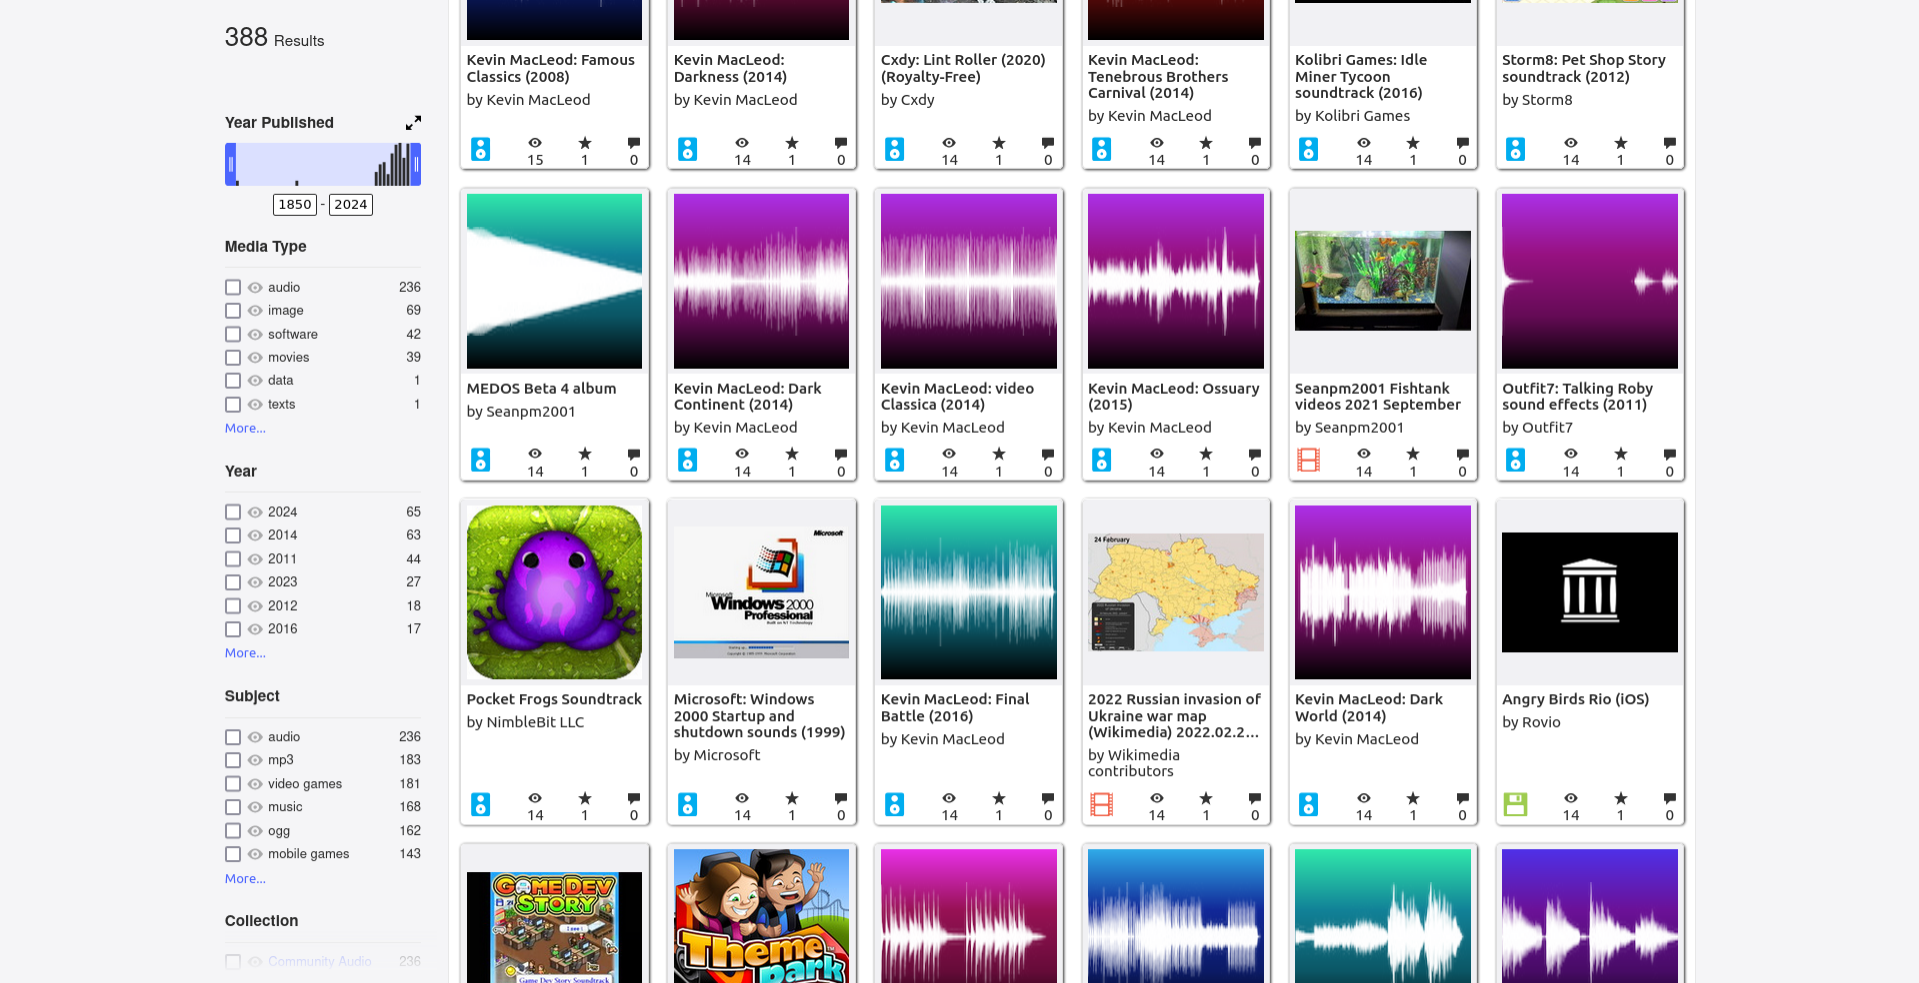 388 Results
Year Published
1850 - 2024
Media Type
audio 236
image 69
software 42
movies 39
data 1
texts 1
More...
Year
2024 65
2014 63
2011 44
2023 27
2012 18
2016 17
More...
Subject
audio 236
mp3 183
video games 181
music 168
ogg 162
mobile games 143
More...
Collection
Community Audio 236
Kevin MacLeod: Famous
Classics (2008)
by Kevin MacLeod
15 1 0
Kevin MacLeod:
Darkness (2014)
by Kevin MacLeod
14 1 0
Cxdy: Lint Roller (2020)
(Royalty-Free)
by Cxdy
14 1 0
Kevin MacLeod:
Tenebrous Brothers
Carnival (2014)
by Kevin MacLeod
14 1 0
Kolibri Games: Idle
Miner Tycoon
soundtrack (2016)
by Kolibri Games
14 1 0
Storm8: Pet Shop Story
soundtrack (2012)
by Storm8
14 1 0
MEDOS Beta 4 album
by Seanpm2001
14 1 0
Kevin MacLeod: Dark
Continent (2014)
by Kevin MacLeod
14 1 0
Kevin MacLeod: video
Classica (2014)
by Kevin MacLeod
14 1 0
Kevin MacLeod: Ossuary
(2015)
by Kevin MacLeod
14 1 0
Seanpm2001 Fishtank
videos 2021 September
by Seanpm2001
14 1 0
Outfit7: Talking Roby
sound effects (2011)
by Outfit7
14 1 0
Pocket Frogs Soundtrack
by NimbleBit LLC
14 1 0
Microsoft
Microsoft
Windows 2000
Professional
Built on NT Technology
Microsoft: Windows
2000 Startup and
shutdown sounds (1999)
by Microsoft
14 1 0
Kevin MacLeod: Final
Battle (2016)
by Kevin MacLeod
14 1 0
24 February
2022 Russian invasion of
Ukraine war map
(Wikimedia) 2022.02.2...
by Wikimedia
contributors
14 1 0
Kevin MacLeod: Dark
World (2014)
by Kevin MacLeod
14 1 0
Angry Birds Rio (iOS)
by Rovio
14 1 0
GAME DEV
STORY
Game Dev Story Soundtrack
Theme
park